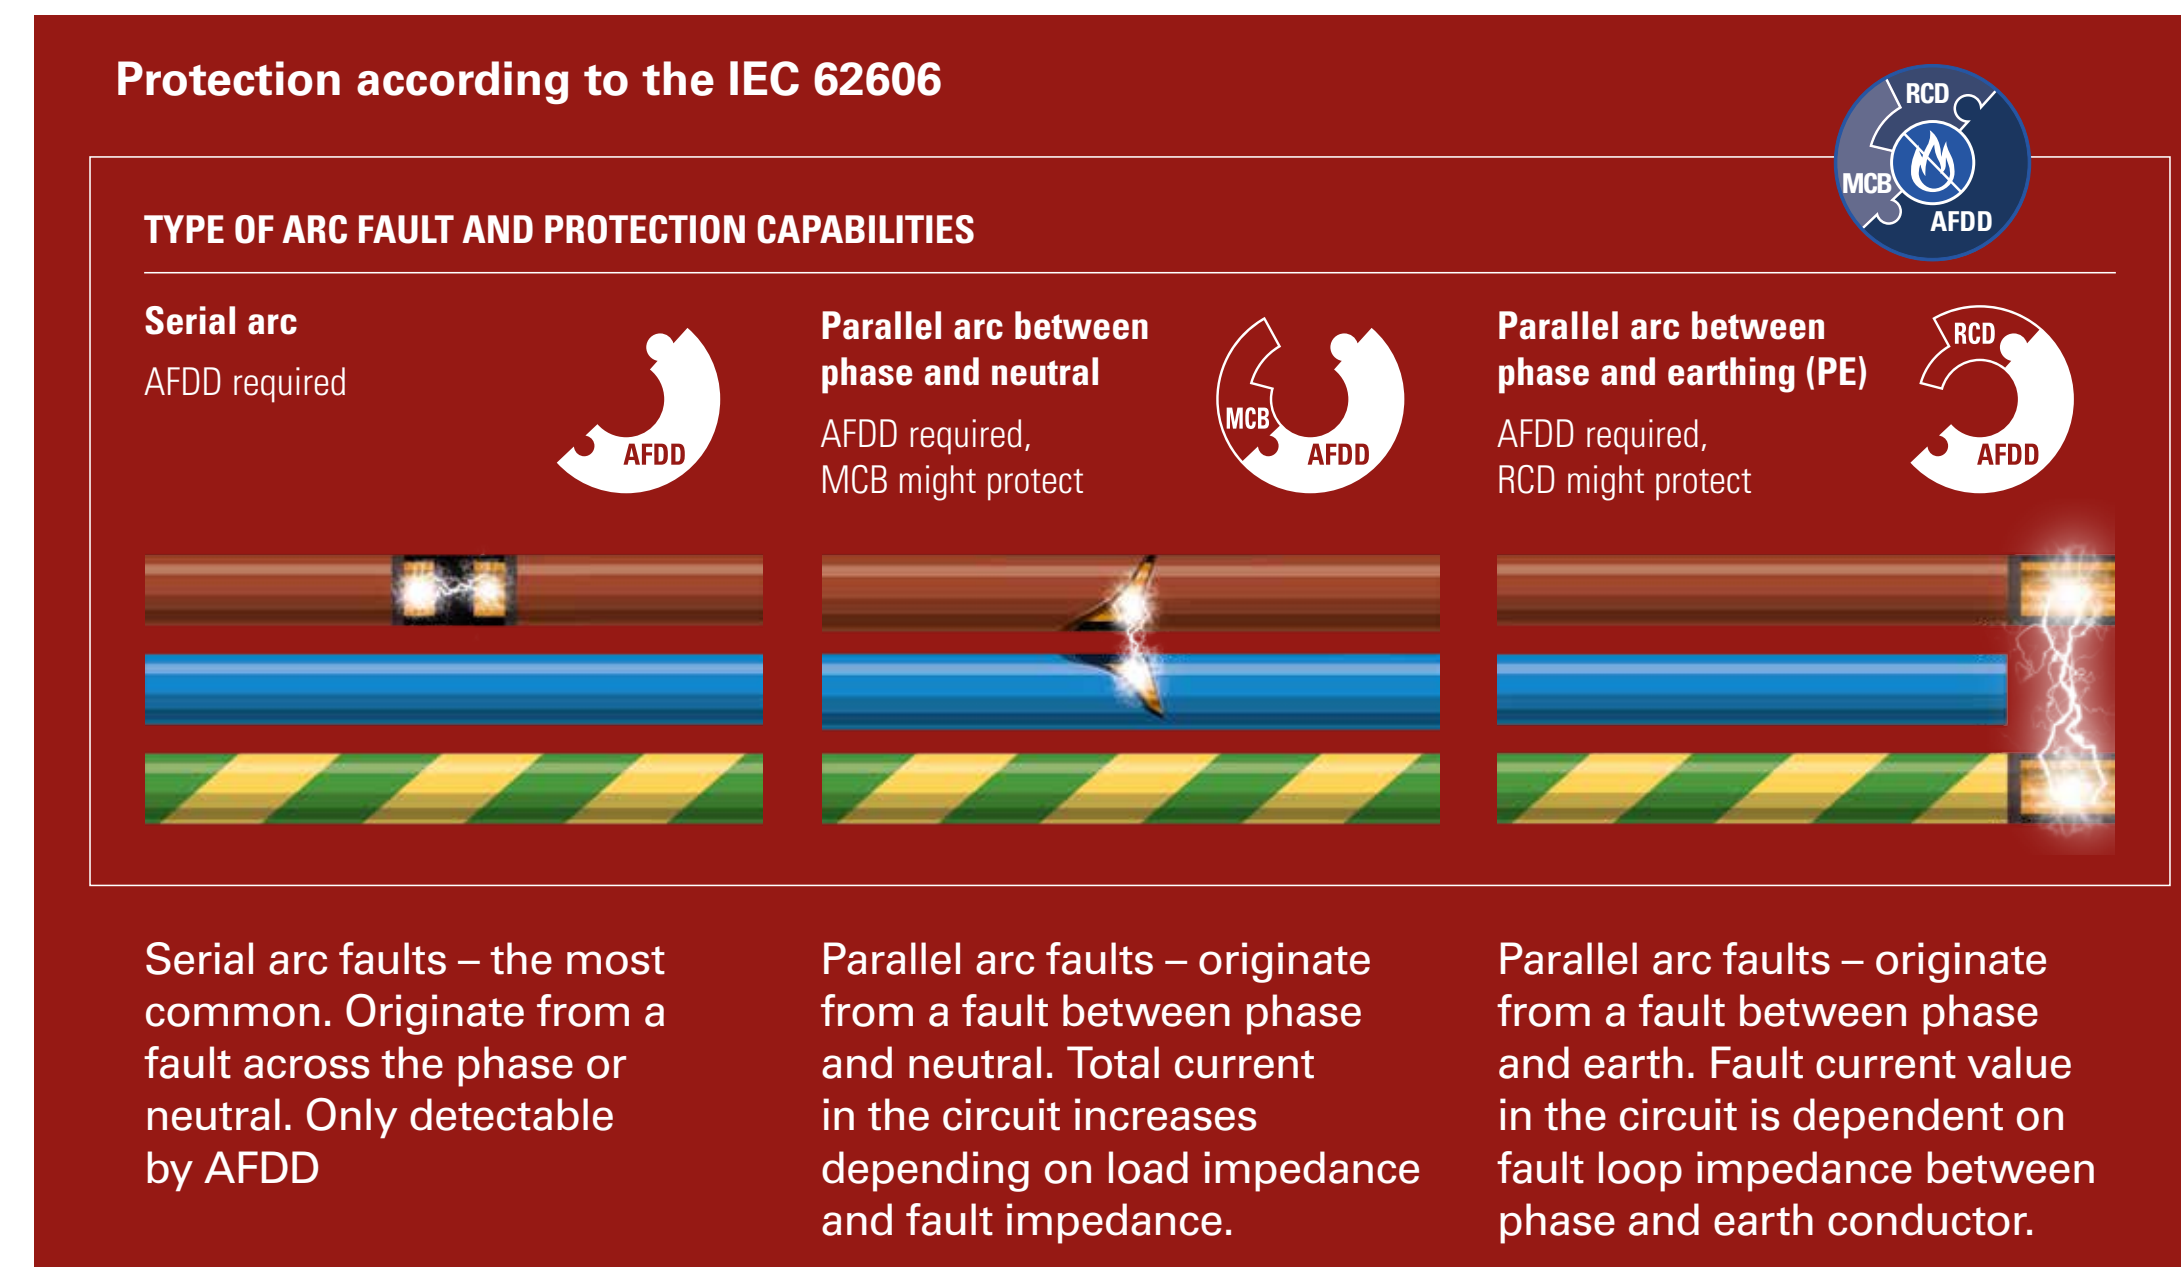 Protection according to the IEC 62606
RCD
MCB
AFDD
TYPE OF ARC FAULT AND PROTECTION CAPABILITIES
Serial arc
AFDD required
AFDD
Parallel arc between
phase and neutral
AFDD required,
MCB might protect
MCB
AFDD
Parallel arc between
phase and earthing (PE)
AFDD required,
RCD might protect
RCD
AFDD
Serial arc faults – the most
common. Originate from a
fault across the phase or
neutral. Only detectable
by AFDD
Parallel arc faults – originate
from a fault between phase
and neutral. Total current
in the circuit increases
depending on load impedance
and fault impedance.
Parallel arc faults – originate
from a fault between phase
and earth. Fault current value
in the circuit is dependent on
fault loop impedance between
phase and earth conductor.